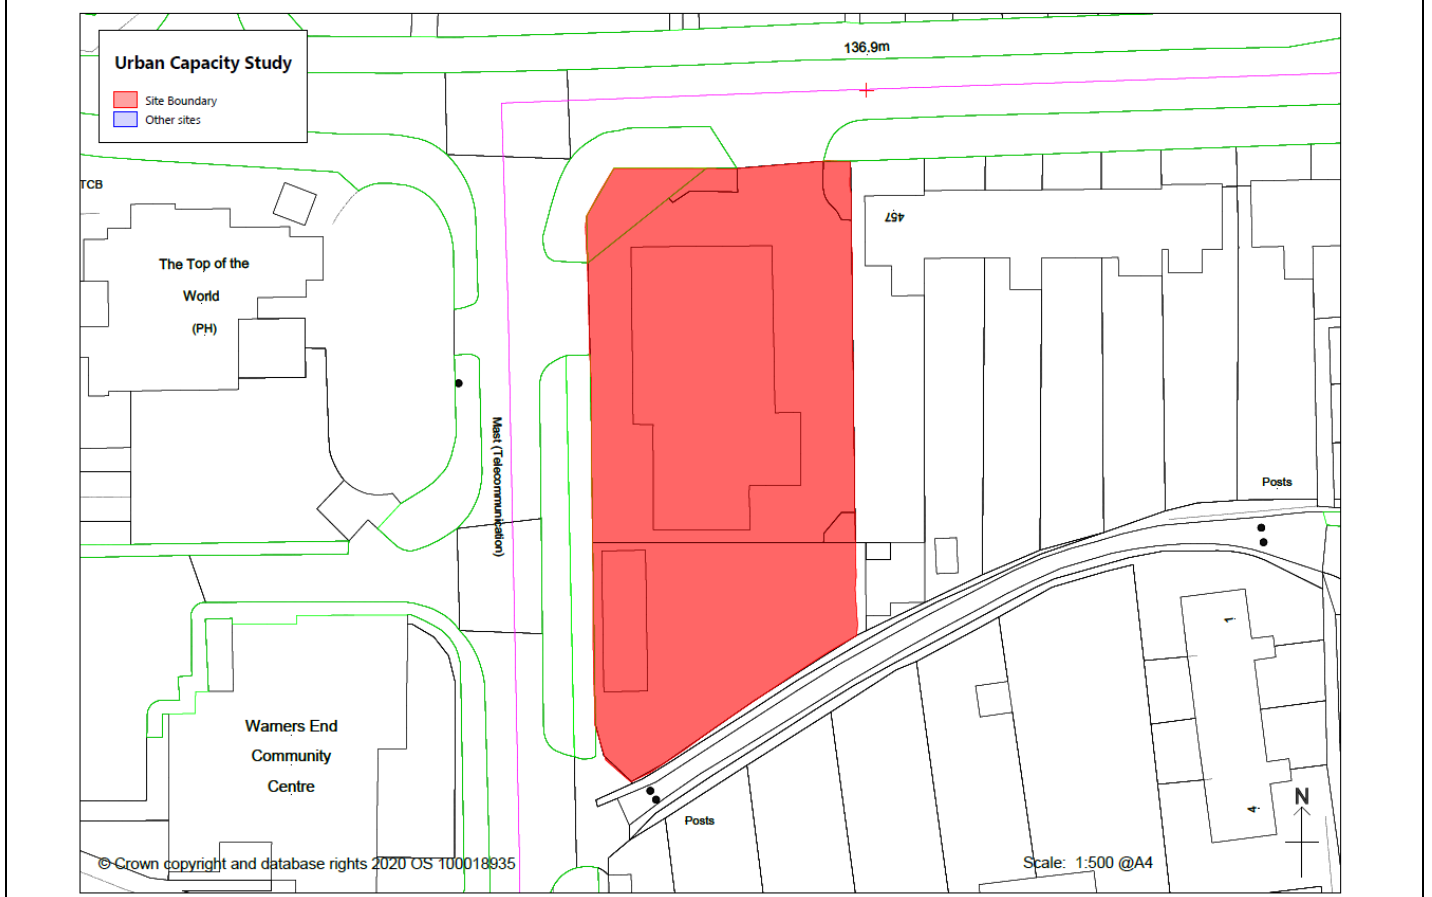 136.9m
Urban Capacity Study
Site Boundary
Other sites
TCB
457
The Top of the
World
(PH)
Mast (Telecommunication)
Posts
1
Warners End
Community
Centre
4
N
Posts
© Crown copyright and database rights 2020 OS 100018935
Scale: 1:500 @A4